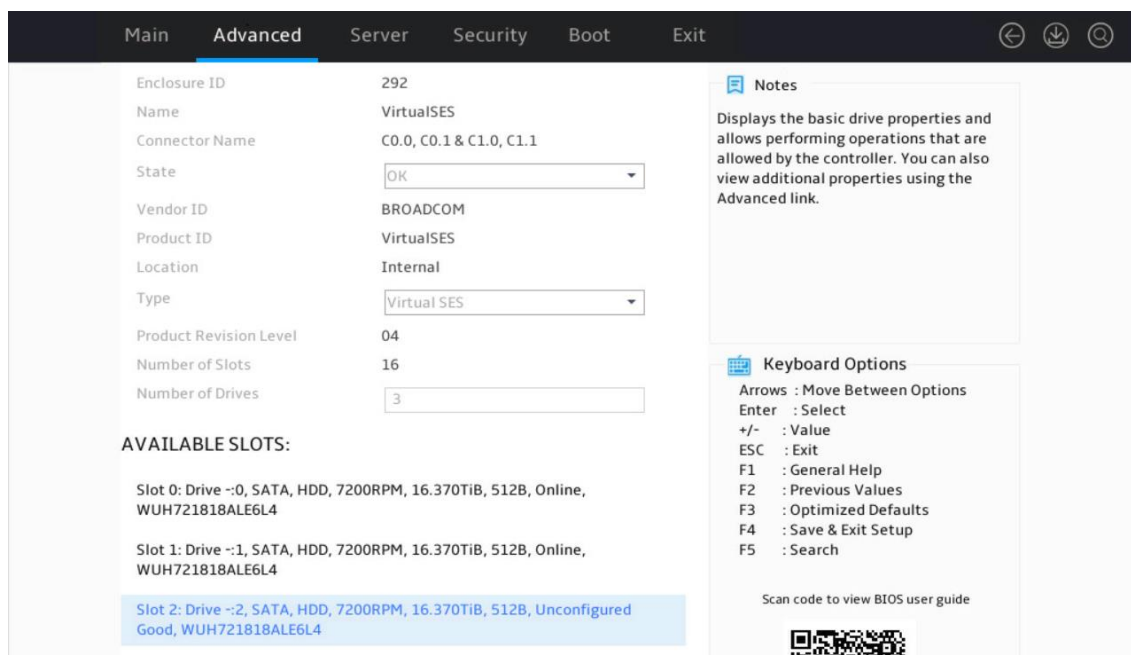 Main Advanced Server Security Boot Exit
Enclosure ID 292
Name VirtualSES
Connector Name C0.0, C0.1 & C1.0, C1.1
State OK
Vendor ID BROADCOM
Product ID VirtualSES
Location Internal
Type Virtual SES
Product Revision Level 04
Number of Slots 16
Number of Drives 3
AVAILABLE SLOTS:
Slot 0: Drive -:0, SATA, HDD, 7200RPM, 16.370TiB, 512B, Online,
WUH721818ALE6L4
Slot 1: Drive -:1, SATA, HDD, 7200RPM, 16.370TiB, 512B, Online,
WUH721818ALE6L4
Slot 2: Drive -:2, SATA, HDD, 7200RPM, 16.370TiB, 512B, Unconfigured
Good, WUH721818ALE6L4
Notes
Displays the basic drive properties and
allows performing operations that are
allowed by the controller. You can also
view additional properties using the
Advanced link.
Keyboard Options
Arrows : Move Between Options
Enter : Select
+/- : Value
ESC : Exit
F1 : General Help
F2 : Previous Values
F3 : Optimized Defaults
F4 : Save & Exit Setup
F5 : Search
Scan code to view BIOS user guide